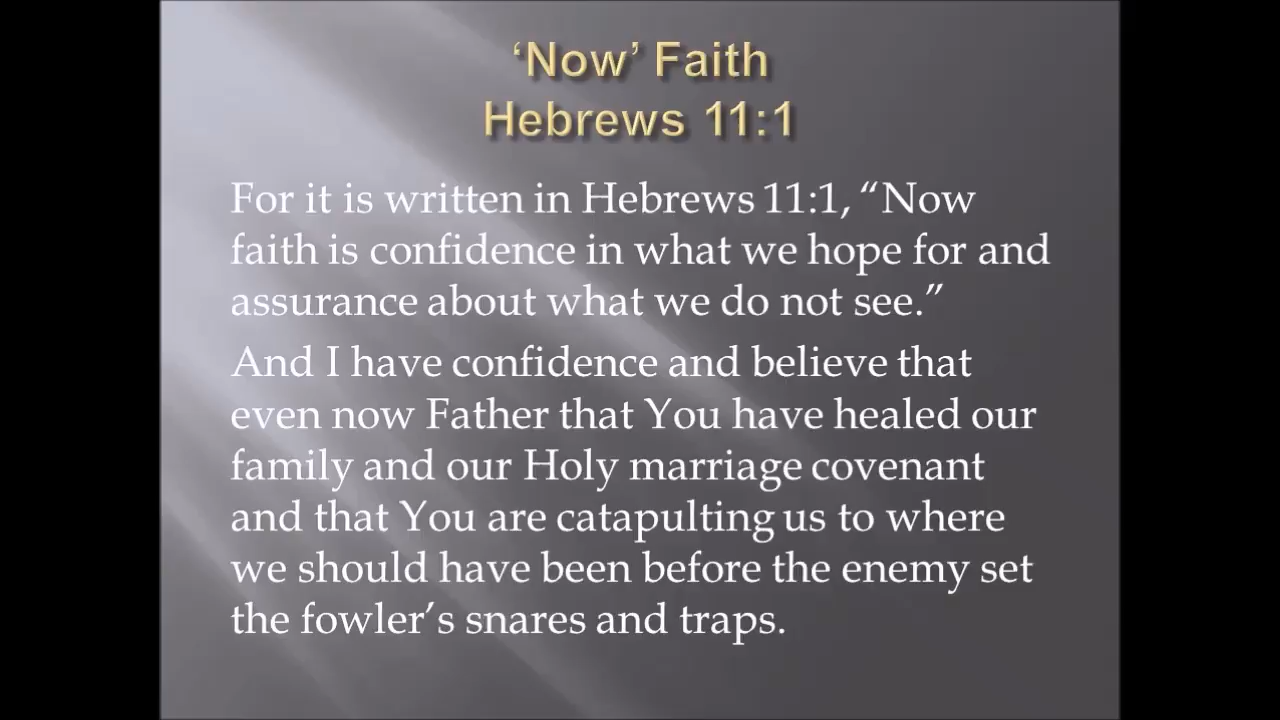 ‘Now’ Faith
Hebrews 11:1
For it is written in Hebrews 11:1, “Now
faith is confidence in what we hope for and
assurance about what we do not see.”
And I have confidence and believe that
even now Father that You have healed our
family and our Holy marriage covenant
and that You are catapulting us to where
we should have been before the enemy set
the fowler’s snares and traps.